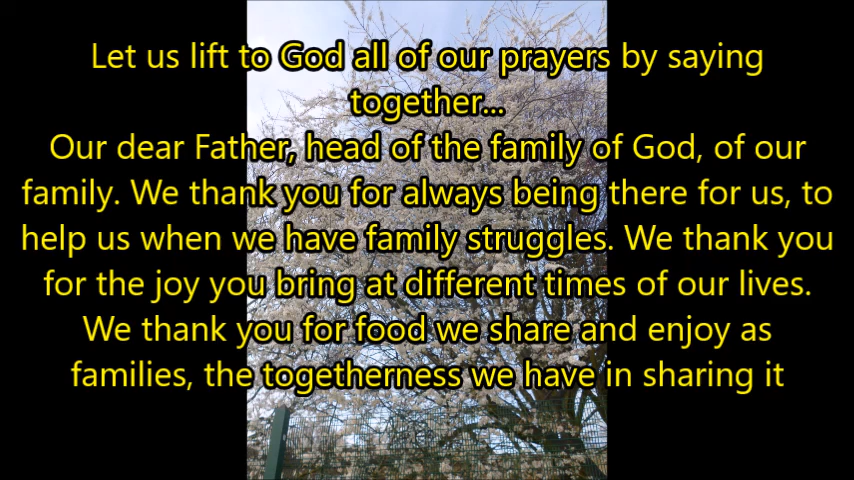 Let us lift to God all of our prayers by saying
together...
Our dear Father, head of the family of God, of our
family. We thank you for always being there for us, to
help us when we have family struggles. We thank you
for the joy you bring at different times of our lives.
We thank you for food we share and enjoy as
families, the togetherness we have in sharing it